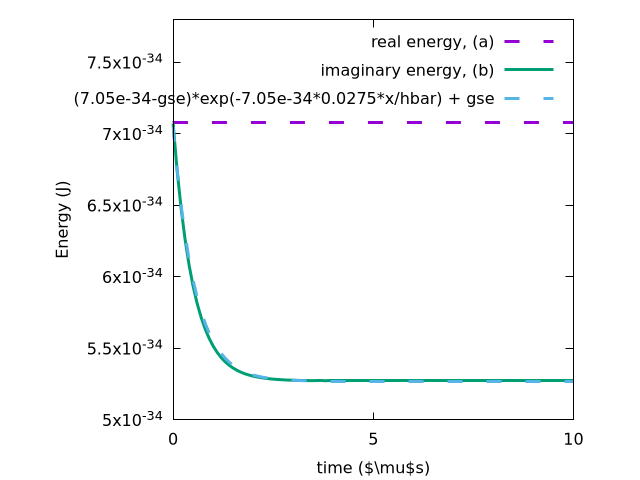 real energy, (a)
imaginary energy, (b)
(7.05e-34-gse)*exp(-7.05e-34*0.0275*x/hbar) + gse
7.5x10⁻³⁴
7x10⁻³⁴
6.5x10⁻³⁴
6x10⁻³⁴
5.5x10⁻³⁴
5x10⁻³⁴
Energy (J)
0 5 10
time ($\mu$s)